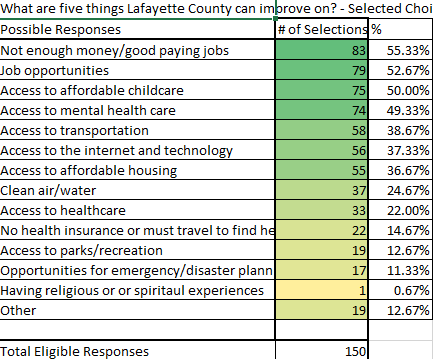 What are five things Lafayette County can improve on? - Selected Choi
Possible Responses # of Selections %
Not enough money/good paying jobs 83 55.33%
Job opportunities 79 52.67%
Access to affordable childcare 75 50.00%
Access to mental health care 74 49.33%
Access to transportation 58 38.67%
Access to the internet and technology 56 37.33%
Access to affordable housing 55 36.67%
Clean air/water 37 24.67%
Access to healthcare 33 22.00%
No health insurance or must travel to find he 22 14.67%
Access to parks/recreation 19 12.67%
Opportunities for emergency/disaster plann 17 11.33%
Having religious or or spiritaul experiences 1 0.67%
Other 19 12.67%
Total Eligible Responses 150